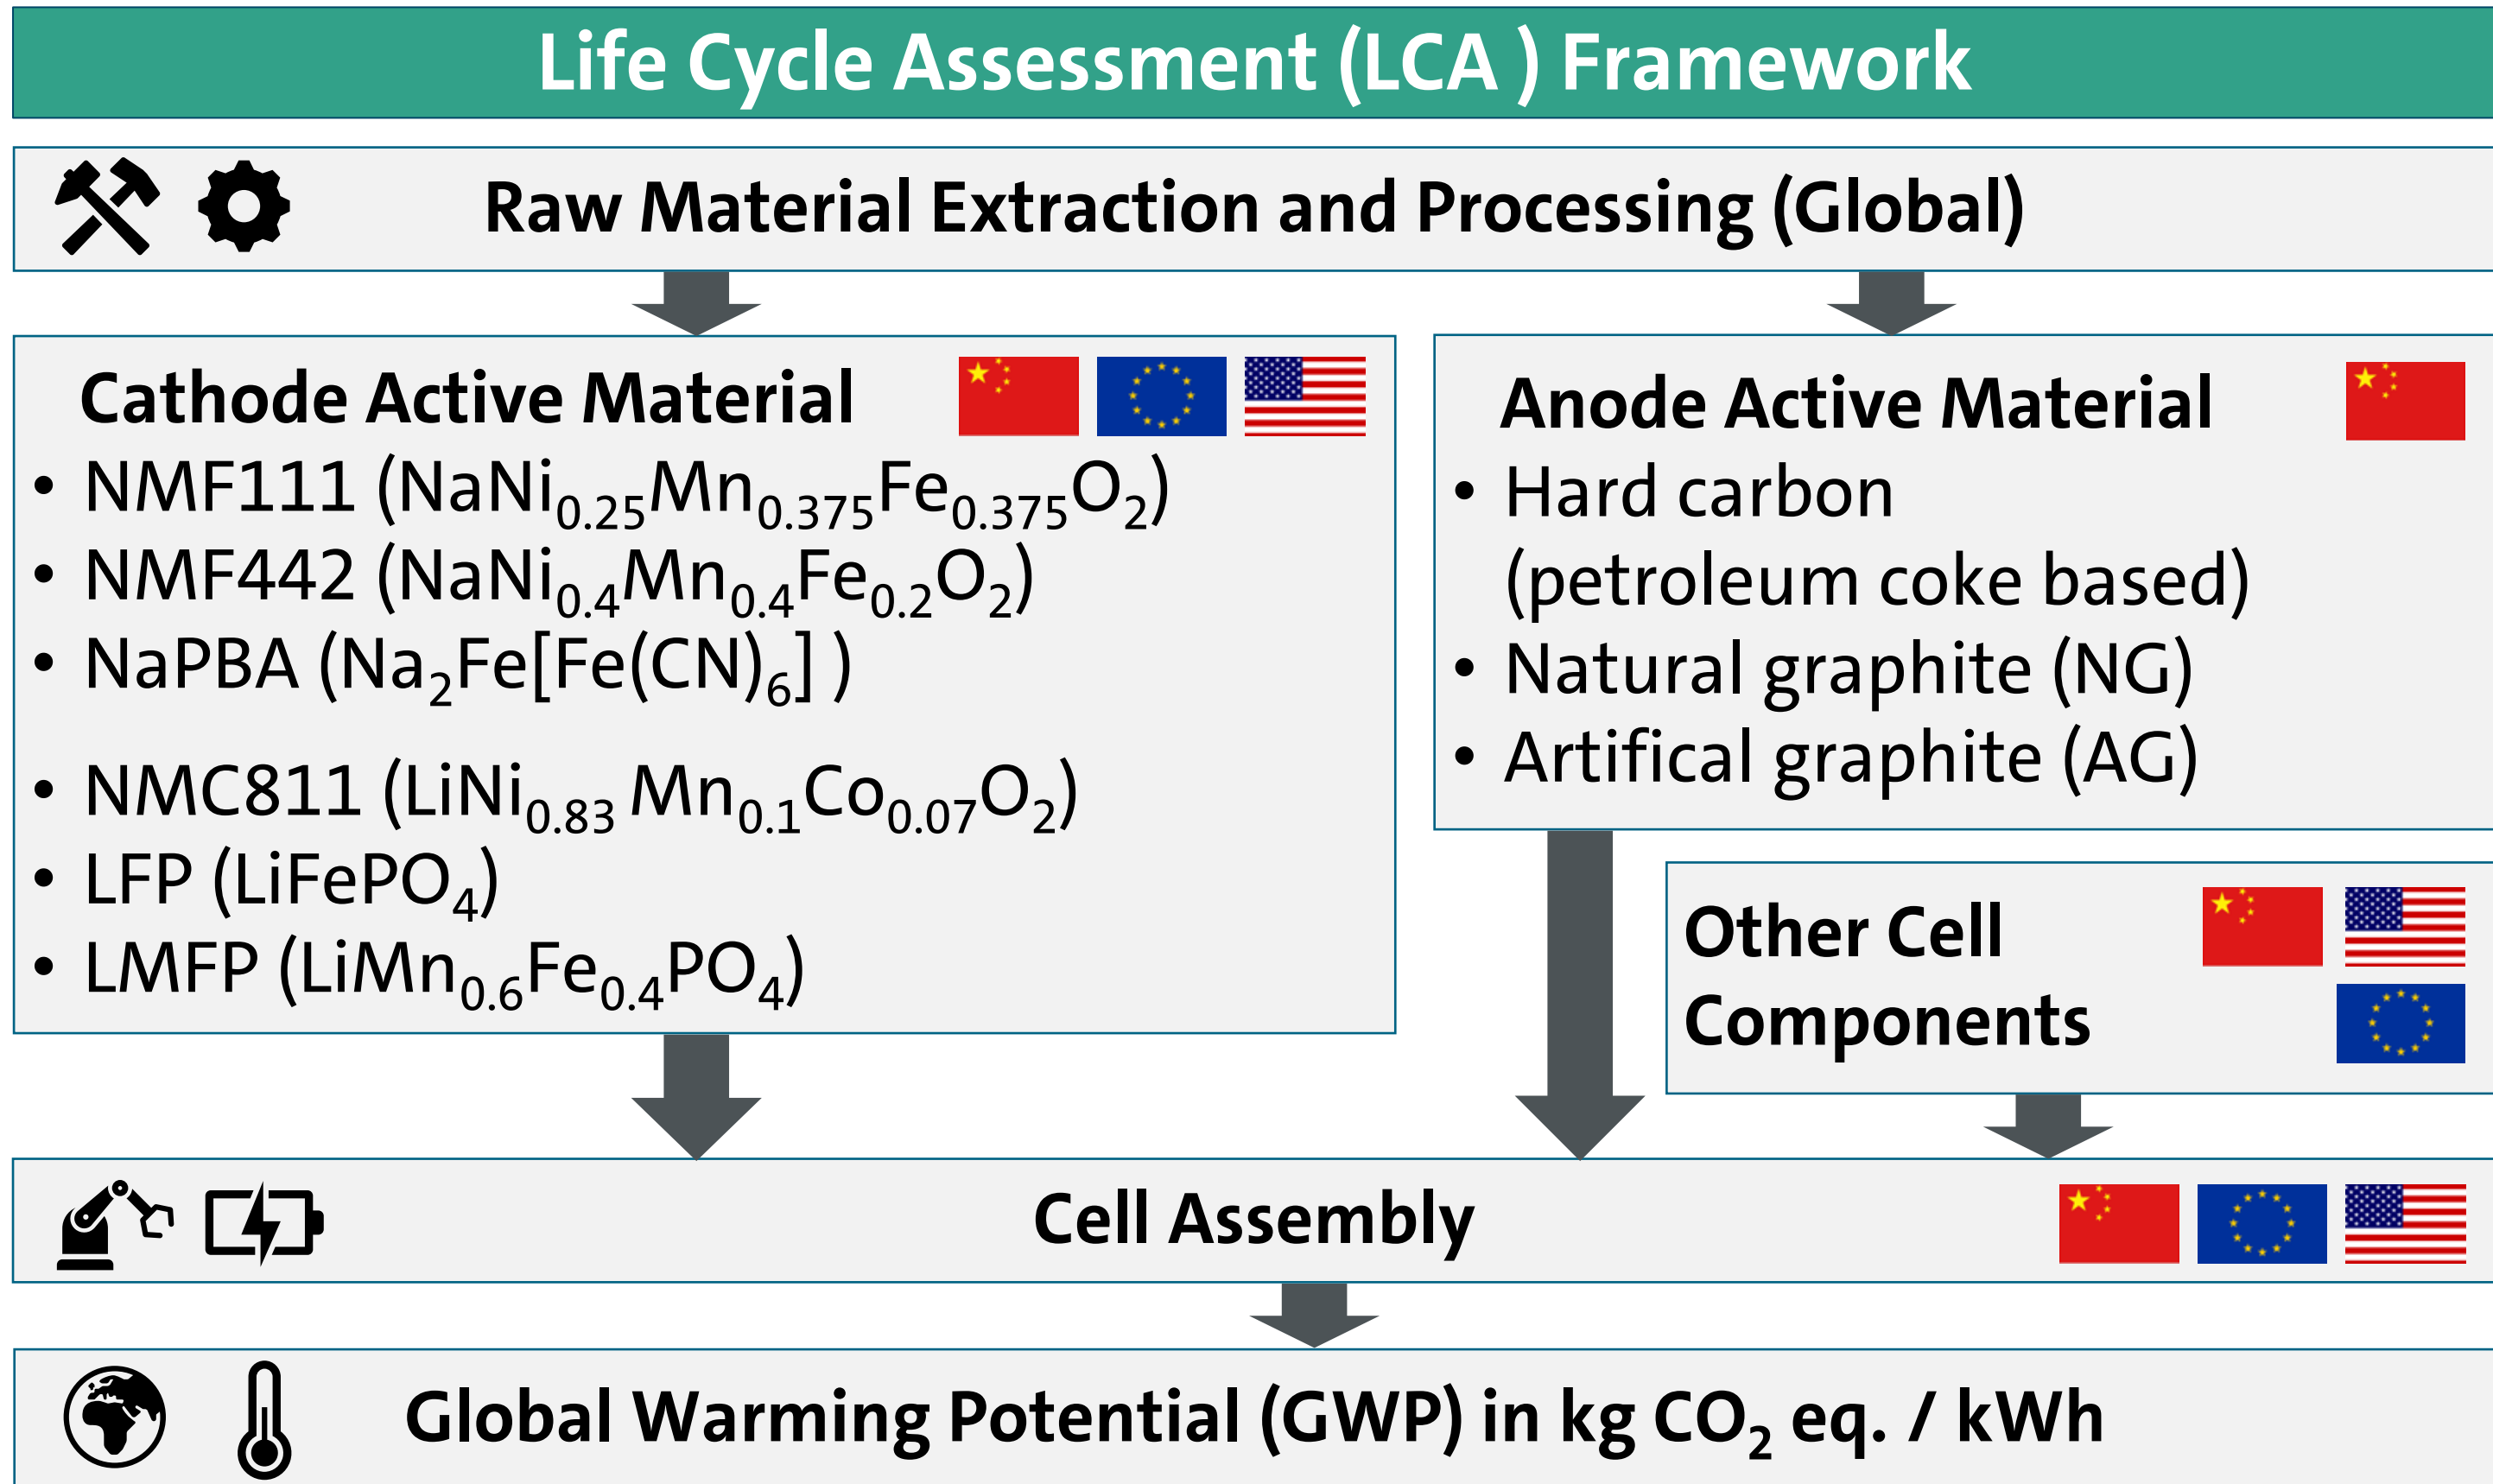 Life Cycle Assessment (LCA ) Framework
Raw Material Extraction and Processing (Global)
Cathode Active Material
• NMF111 (NaNi₀.₂₅Mn₀.₃₇₅Fe₀.₃₇₅O₂)
• NMF442 (NaNi₀.₄Mn₀.₄Fe₀.₂O₂)
• NaPBA (Na₂Fe[Fe(CN)₆] )
• NMC811 (LiNi₀.₈₃ Mn₀.₁Co₀.₀₇O₂)
• LFP (LiFePO₄)
• LMFP (LiMn₀.₆Fe₀.₄PO₄)
Anode Active Material
• Hard carbon
(petroleum coke based)
• Natural graphite (NG)
• Artifical graphite (AG)
Other Cell
Components
Cell Assembly
Global Warming Potential (GWP) in kg CO₂ eq. / kWh